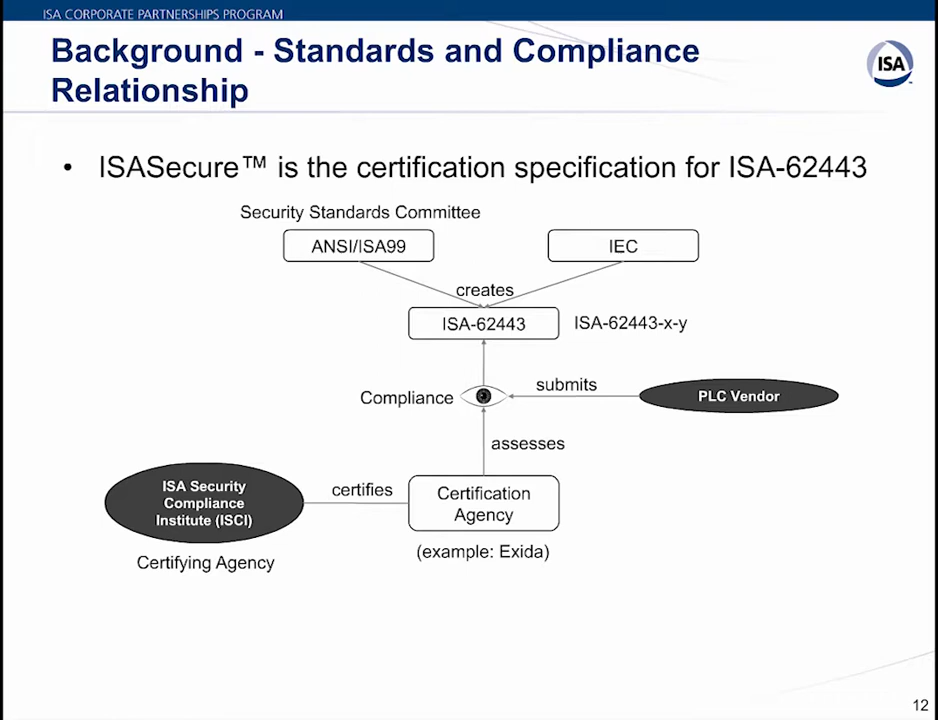 ISA CORPORATE PARTNERSHIPS PROGRAM
Background - Standards and Compliance
Relationship
ISA
• ISASecure™ is the certification specification for ISA-62443
Security Standards Committee
ANSI/ISA99
IEC
creates
ISA-62443
ISA-62443-x-y
Compliance
submits
PLC Vendor
assesses
ISA Security
Compliance
Institute (ISCI)
certifies
Certification
Agency
(example: Exida)
Certifying Agency
12